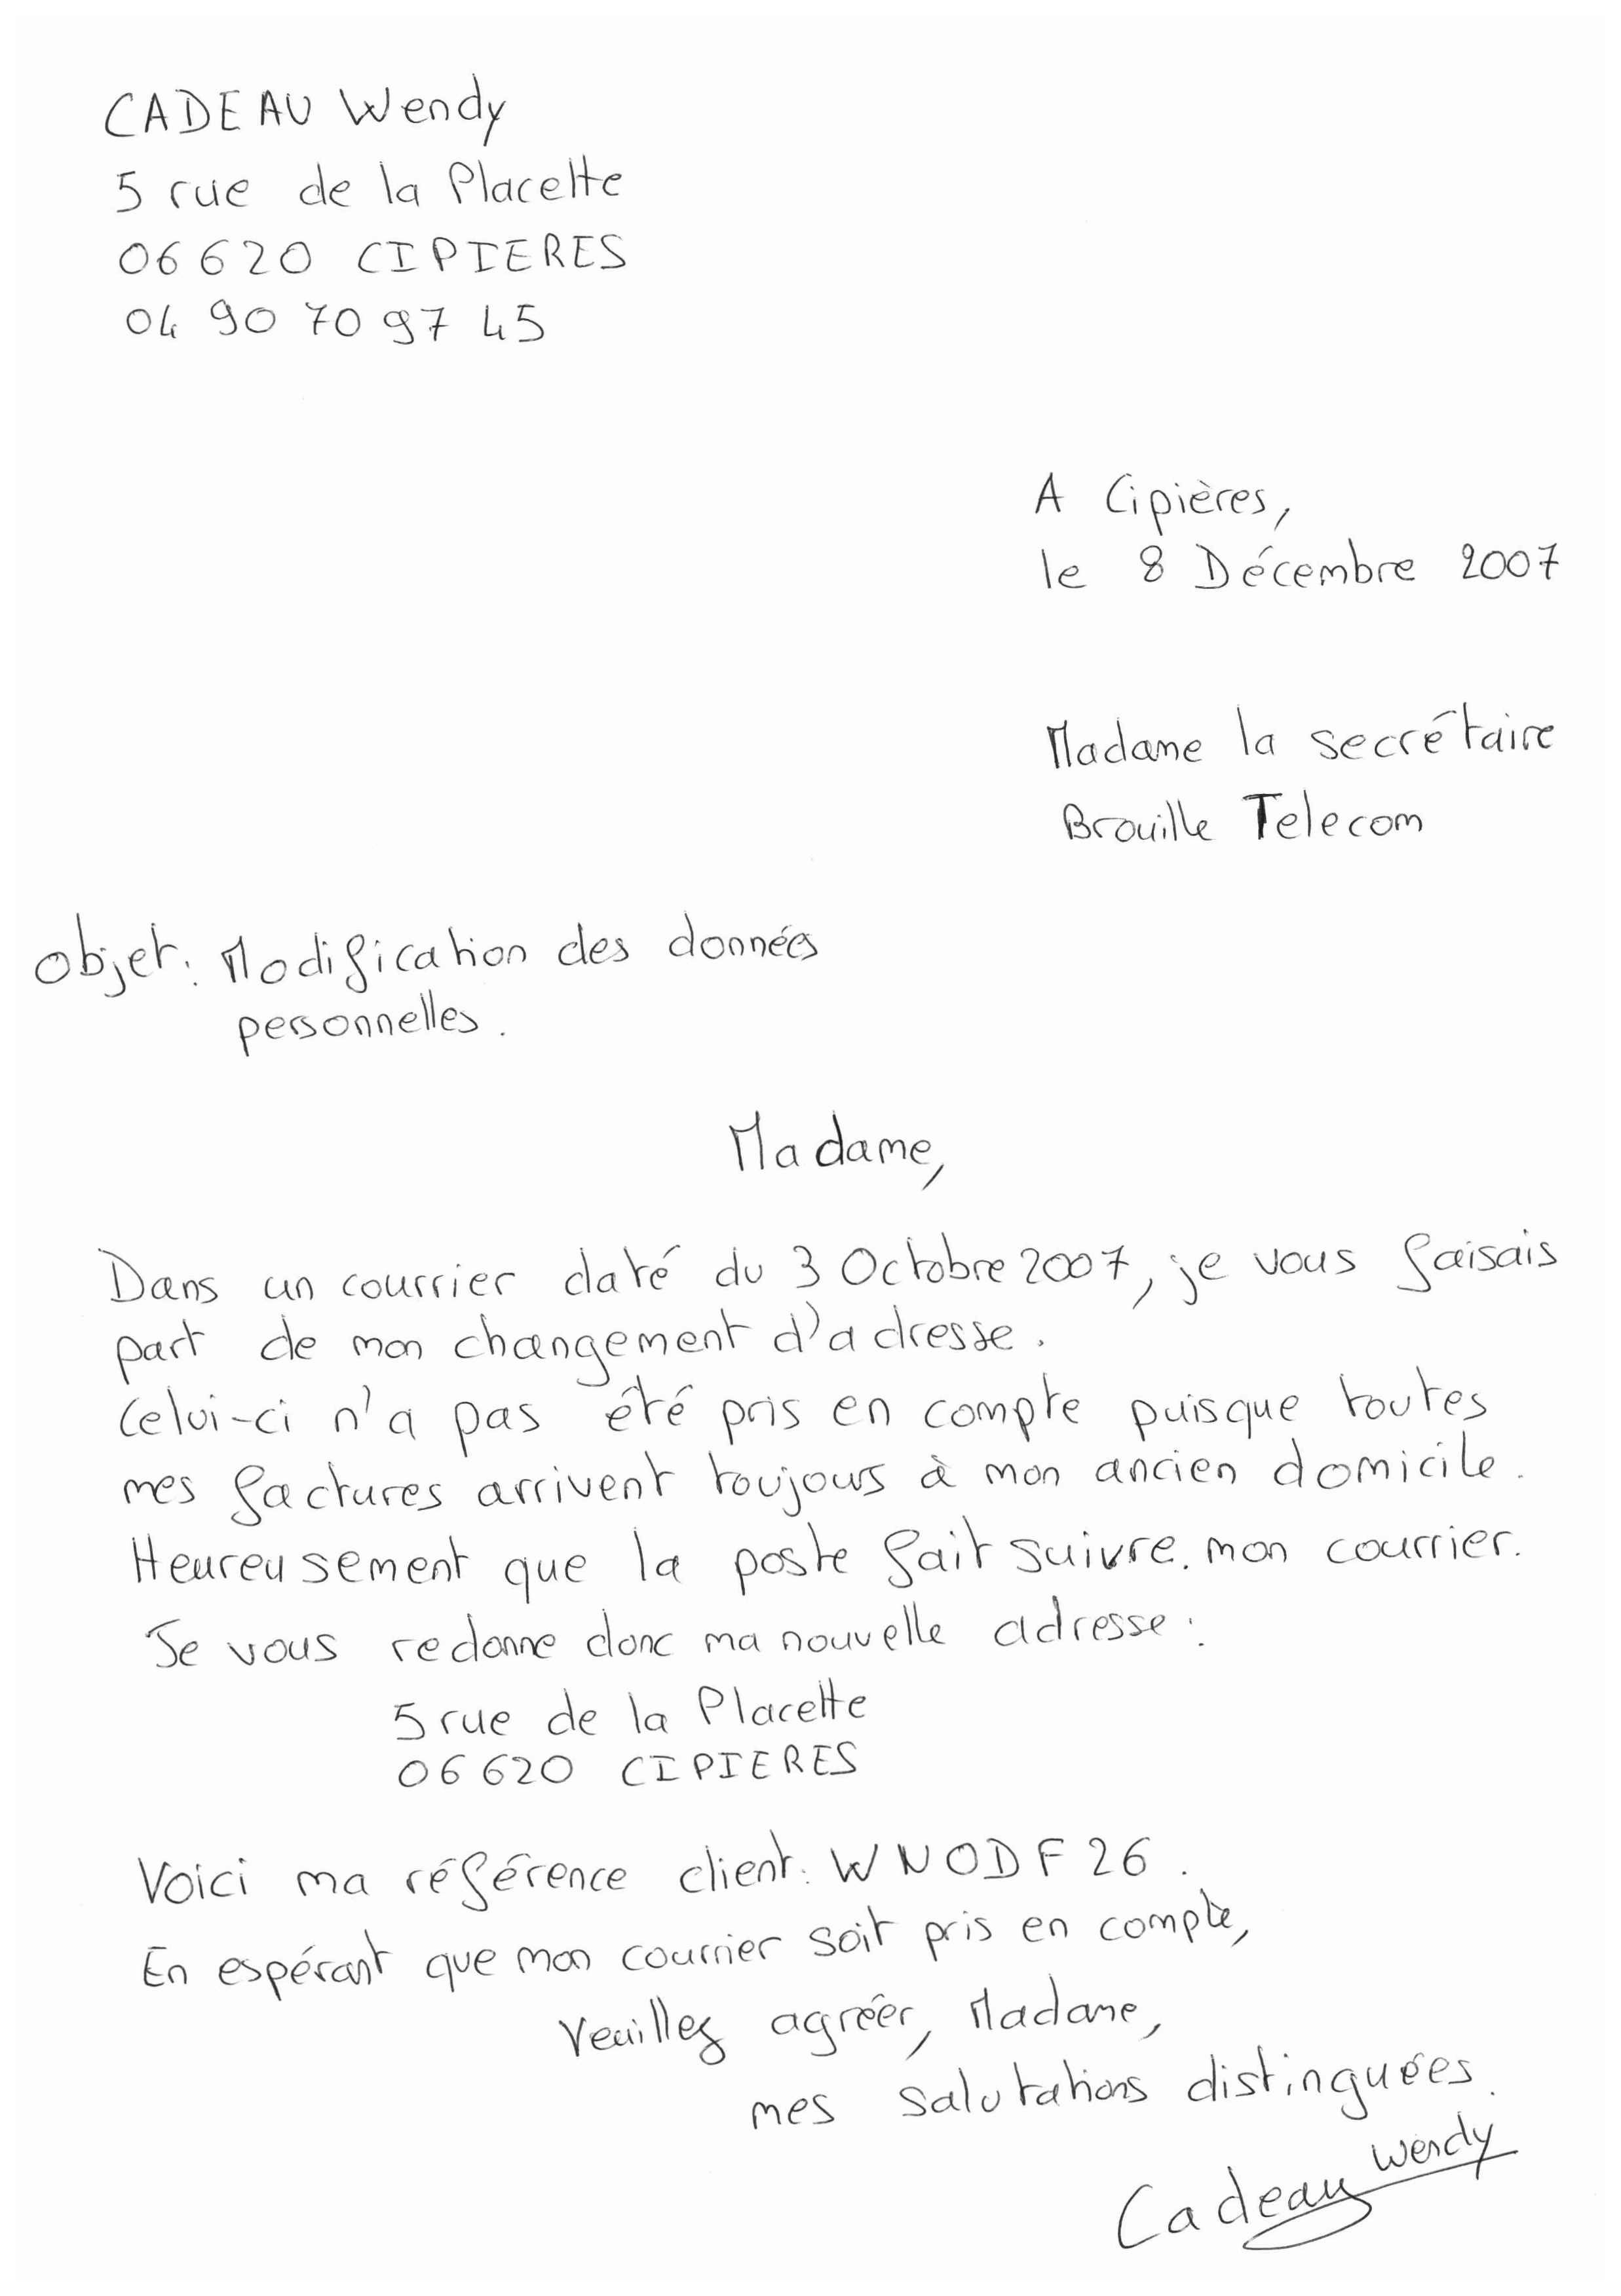 CADEAU Wendy
5 rue de la Placette
06620 CIPIERES
04 90 70 97 45
A Cipières,
le 8 Décembre 2007
Madame la secrétaire
Brouille Telecom
Objet: Modification des données
personnelles.
Madame,
Dans un courrier daté du 3 Octobre 2007, je vous faisais
part de mon changement d'adresse.
Celui-ci n'a pas été pris en compte puisque toutes
mes factures arrivent toujours à mon ancien domicile.
Heureusement que la poste fait suivre. mon courrier.
Je vous redonne donc ma nouvelle adresse:
5 rue de la Placette
06620 CIPIERES
Voici ma référence client: WNODF26.
En espérant que mon courrier soit pris en compte,
Veuillez agréer, Madame,
mes salutations distinguées.
Cadeau Wendy